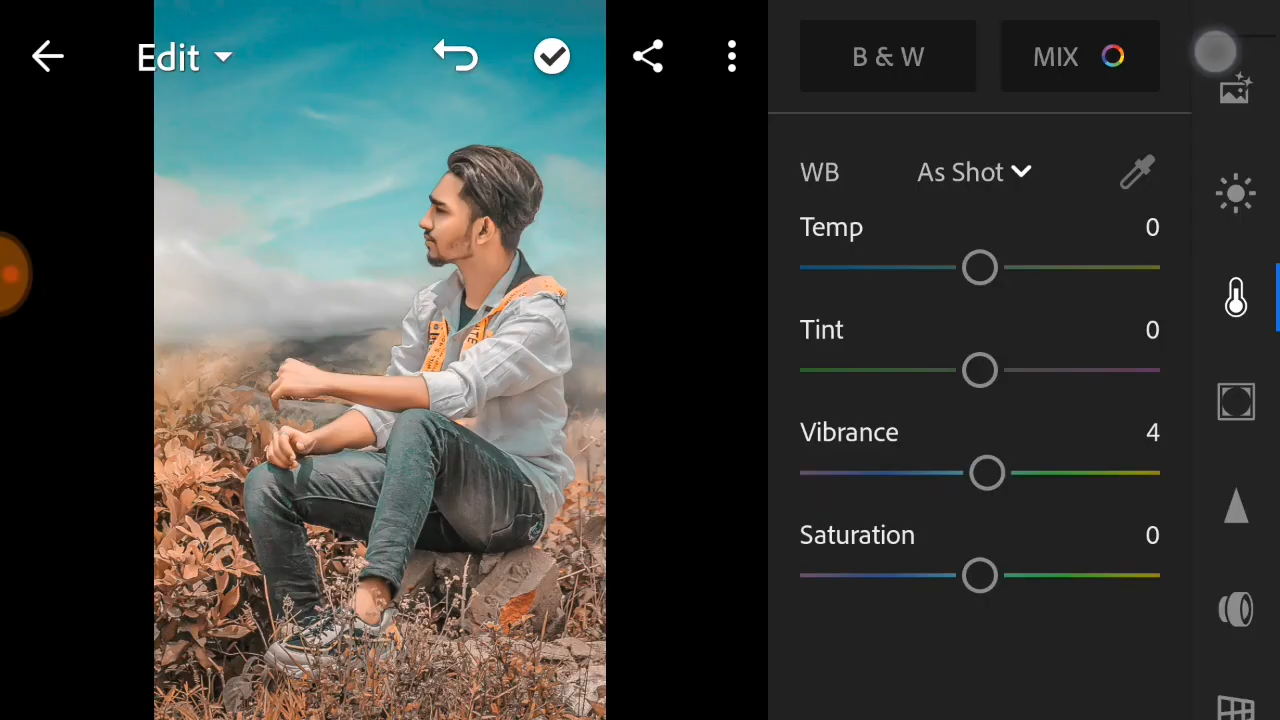 Edit
B & W
MIX
WB
As Shot
Temp
0
Tint
0
Vibrance
4
Saturation
0